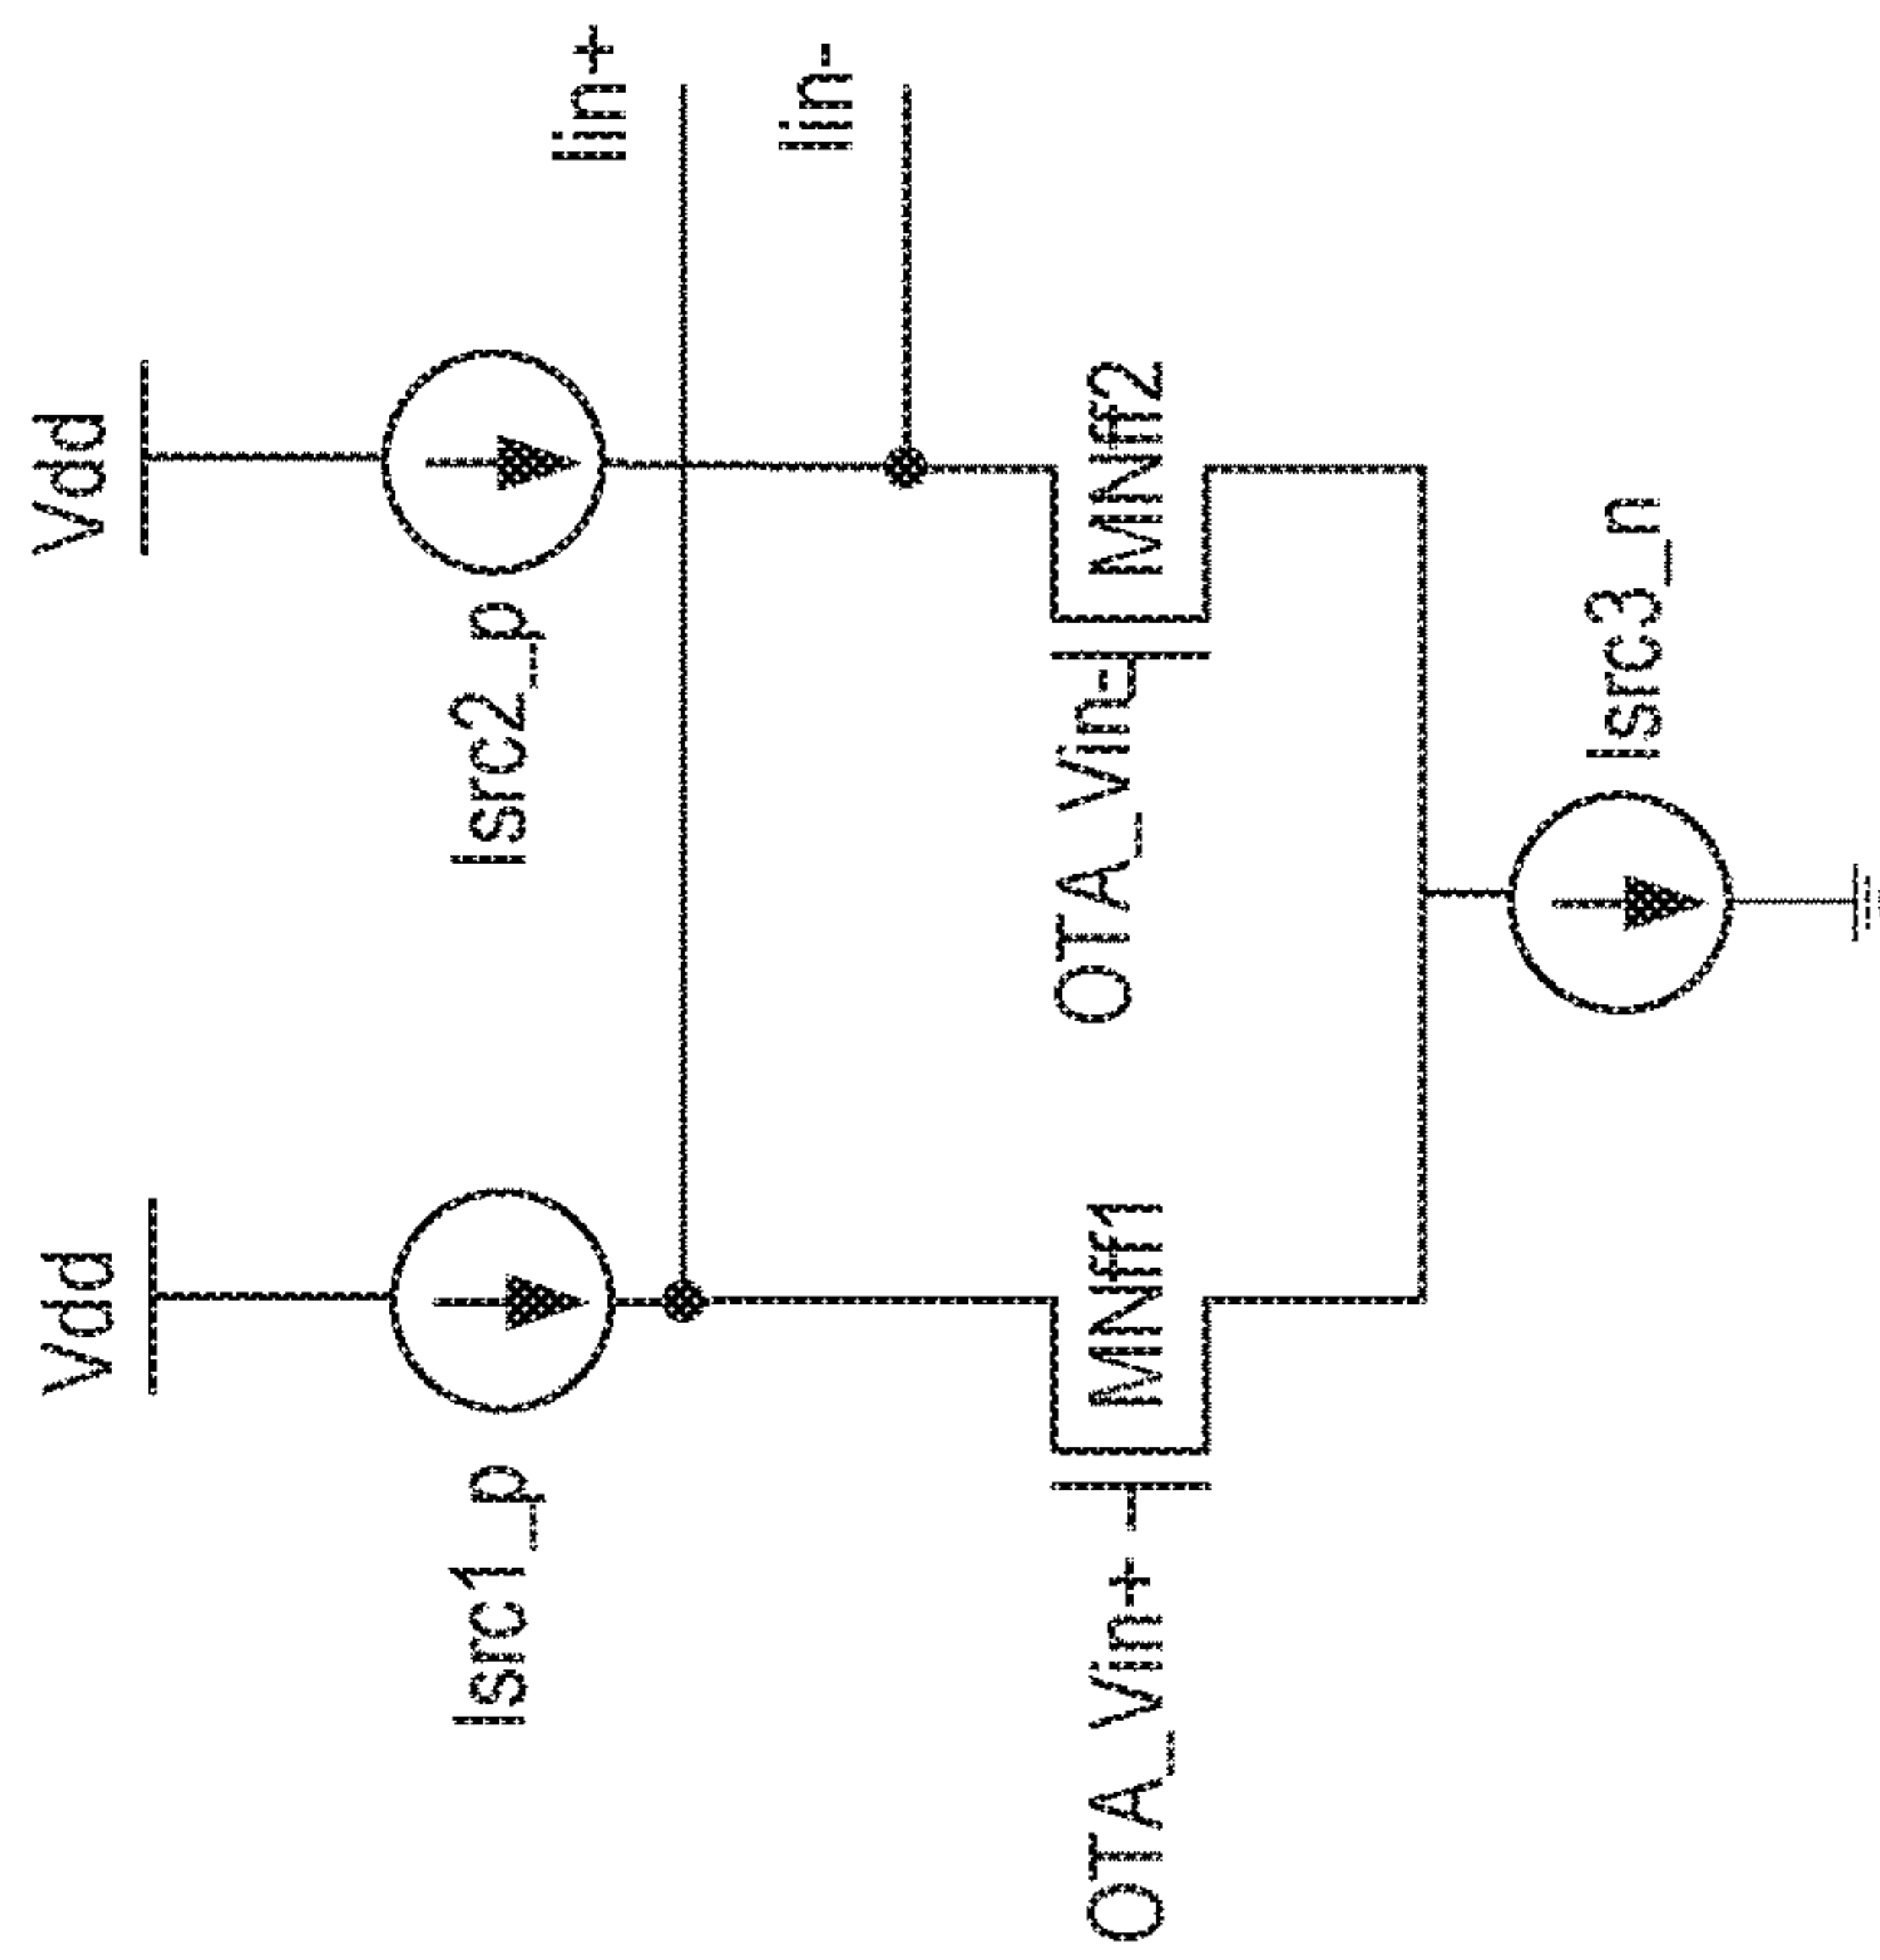 Vdd
Vdd
Isrc1_p
Isrc2_p
Iin+
Iin-
OTA_Vin+
MNff1
OTA_Vin-
MNff2
Isrc3_n